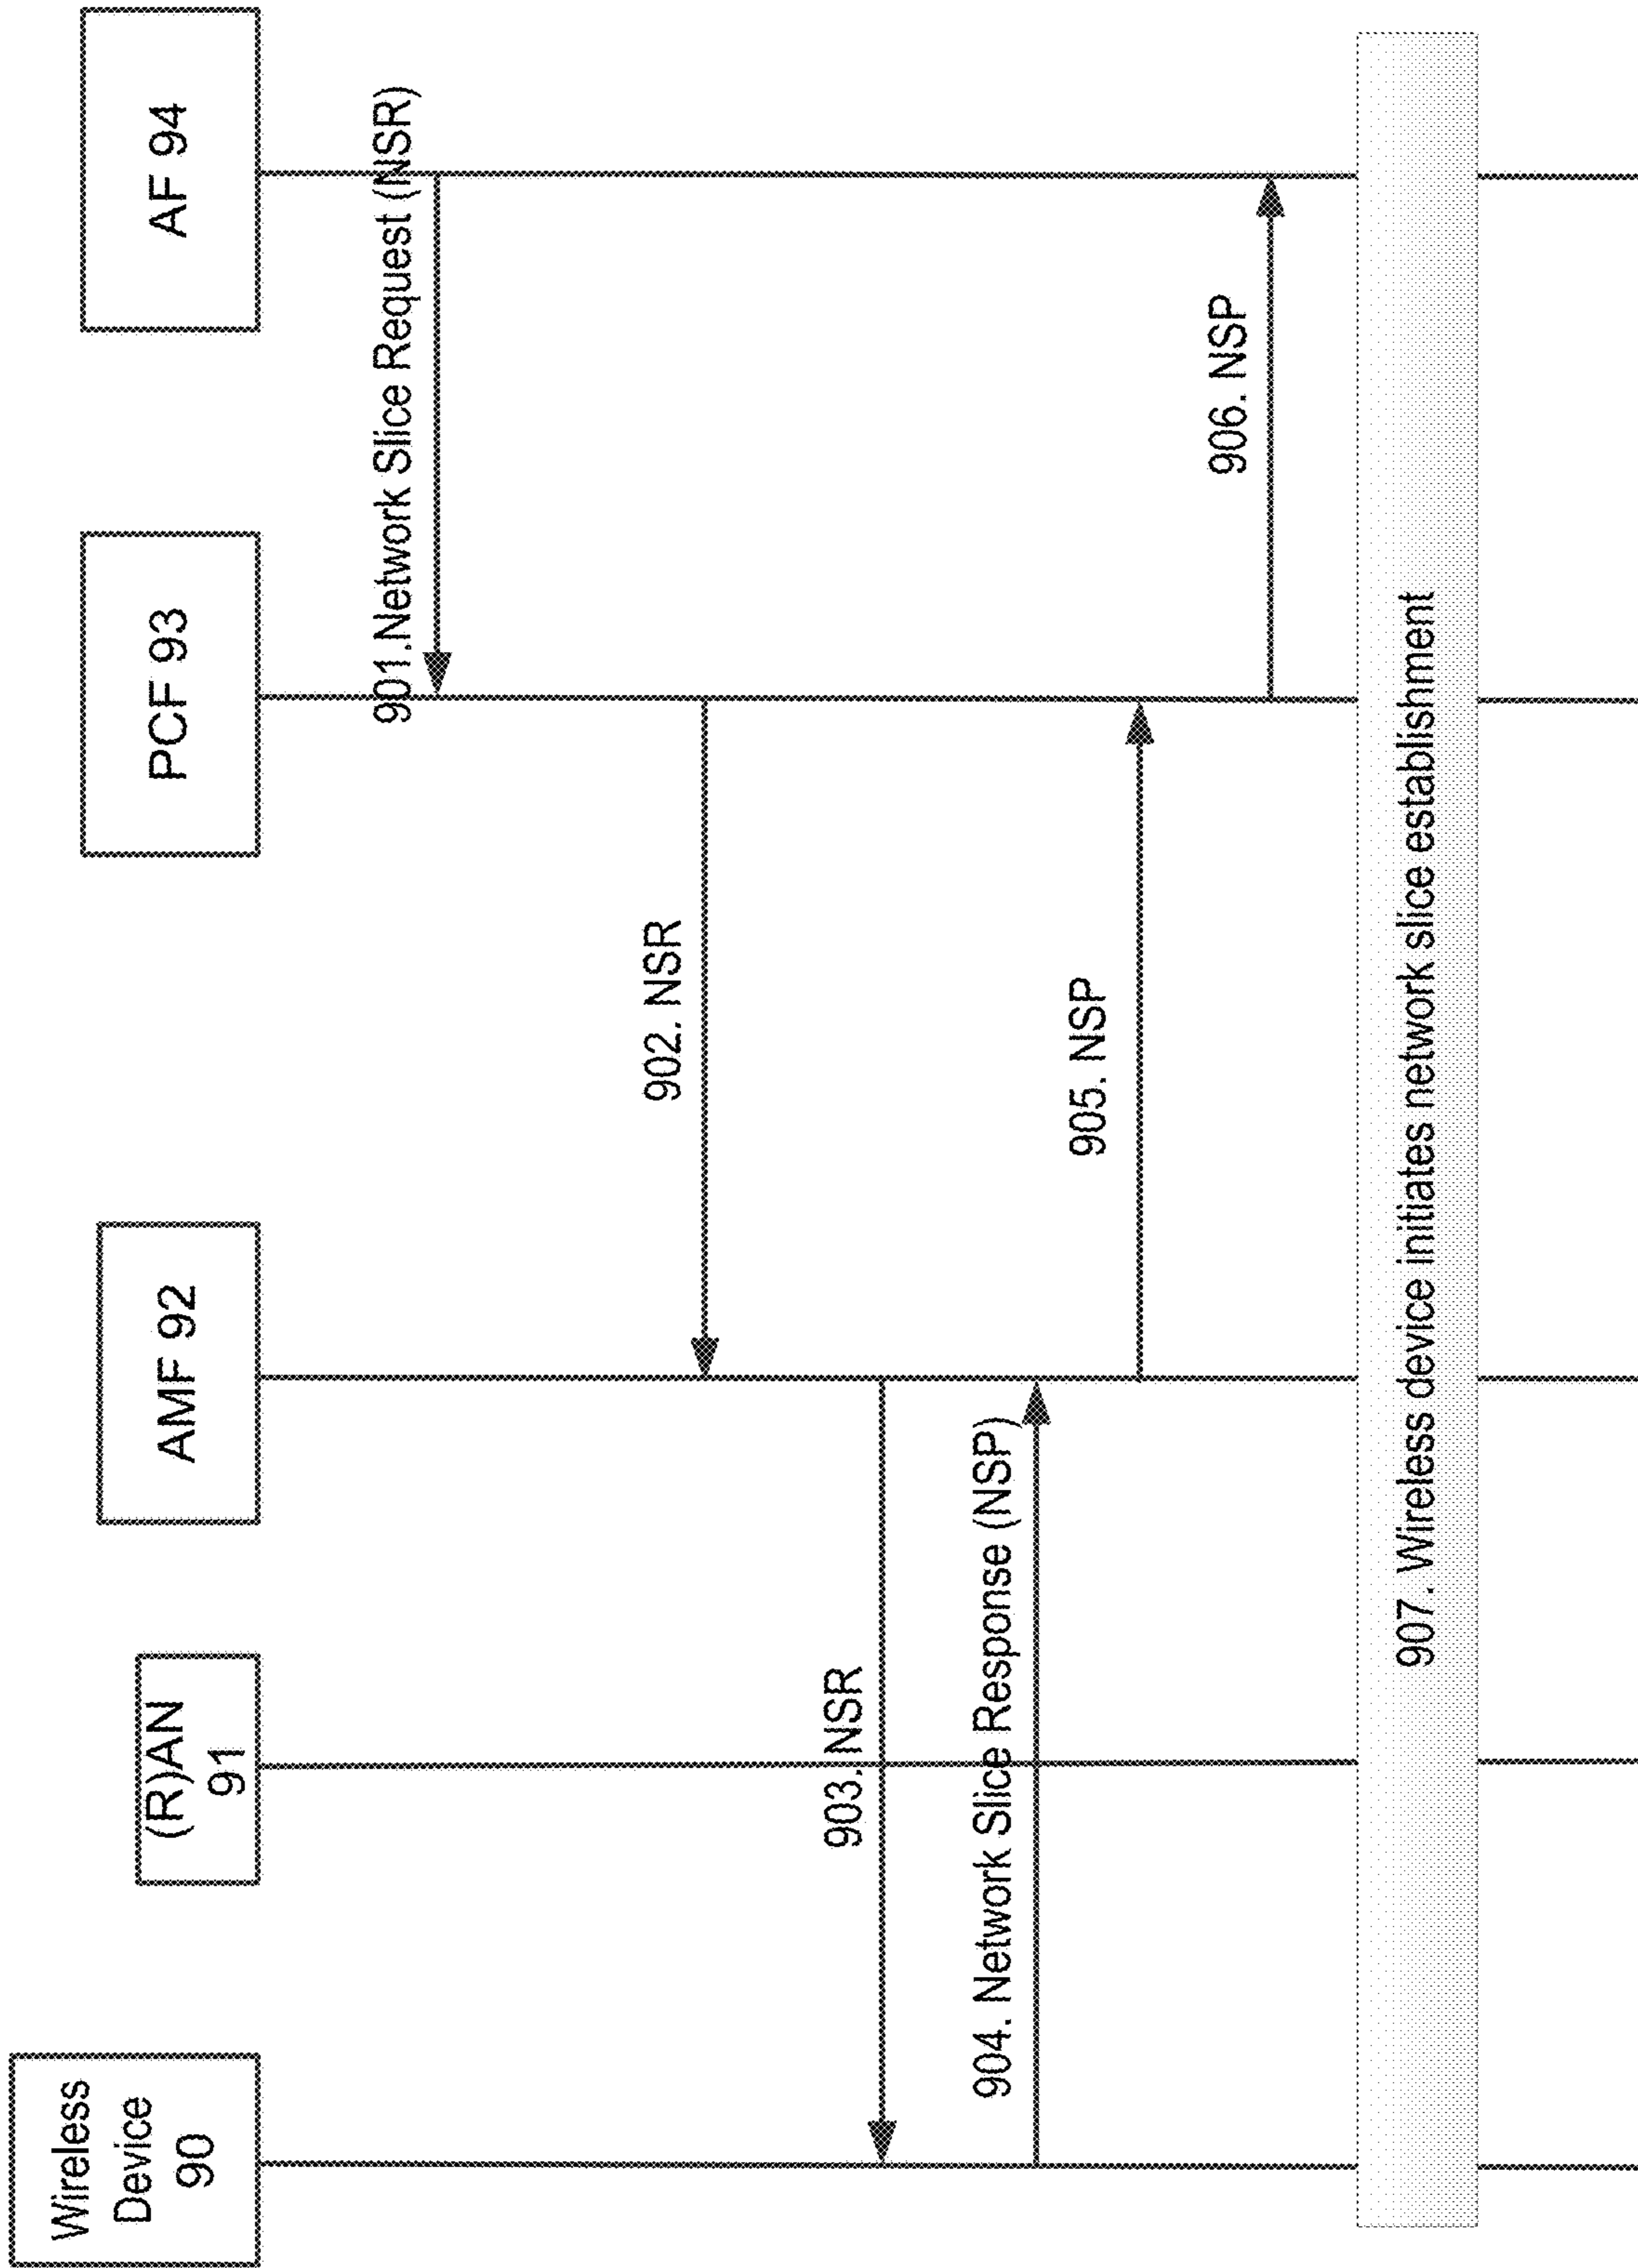 Wireless
Device
90
(R)AN
91
AMF 92
PCF 93
AF 94
901.Network Slice Request (NSR)
902. NSR
903. NSR
904. Network Slice Response (NSP)
905. NSP
906. NSP
907. Wireless device initiates network slice establishment